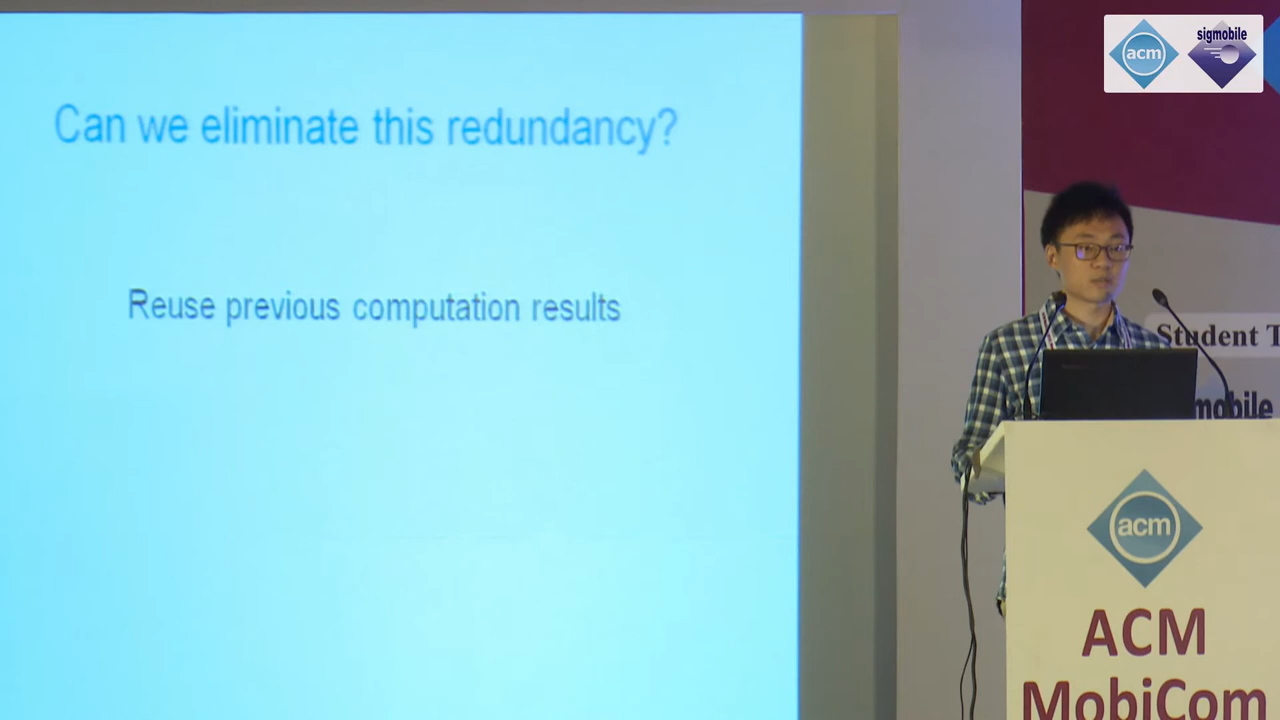 Can we eliminate this redundancy?
Reuse previous computation results
acm
sigmobile
Student T
mobile
acm
ACM
MobiCom